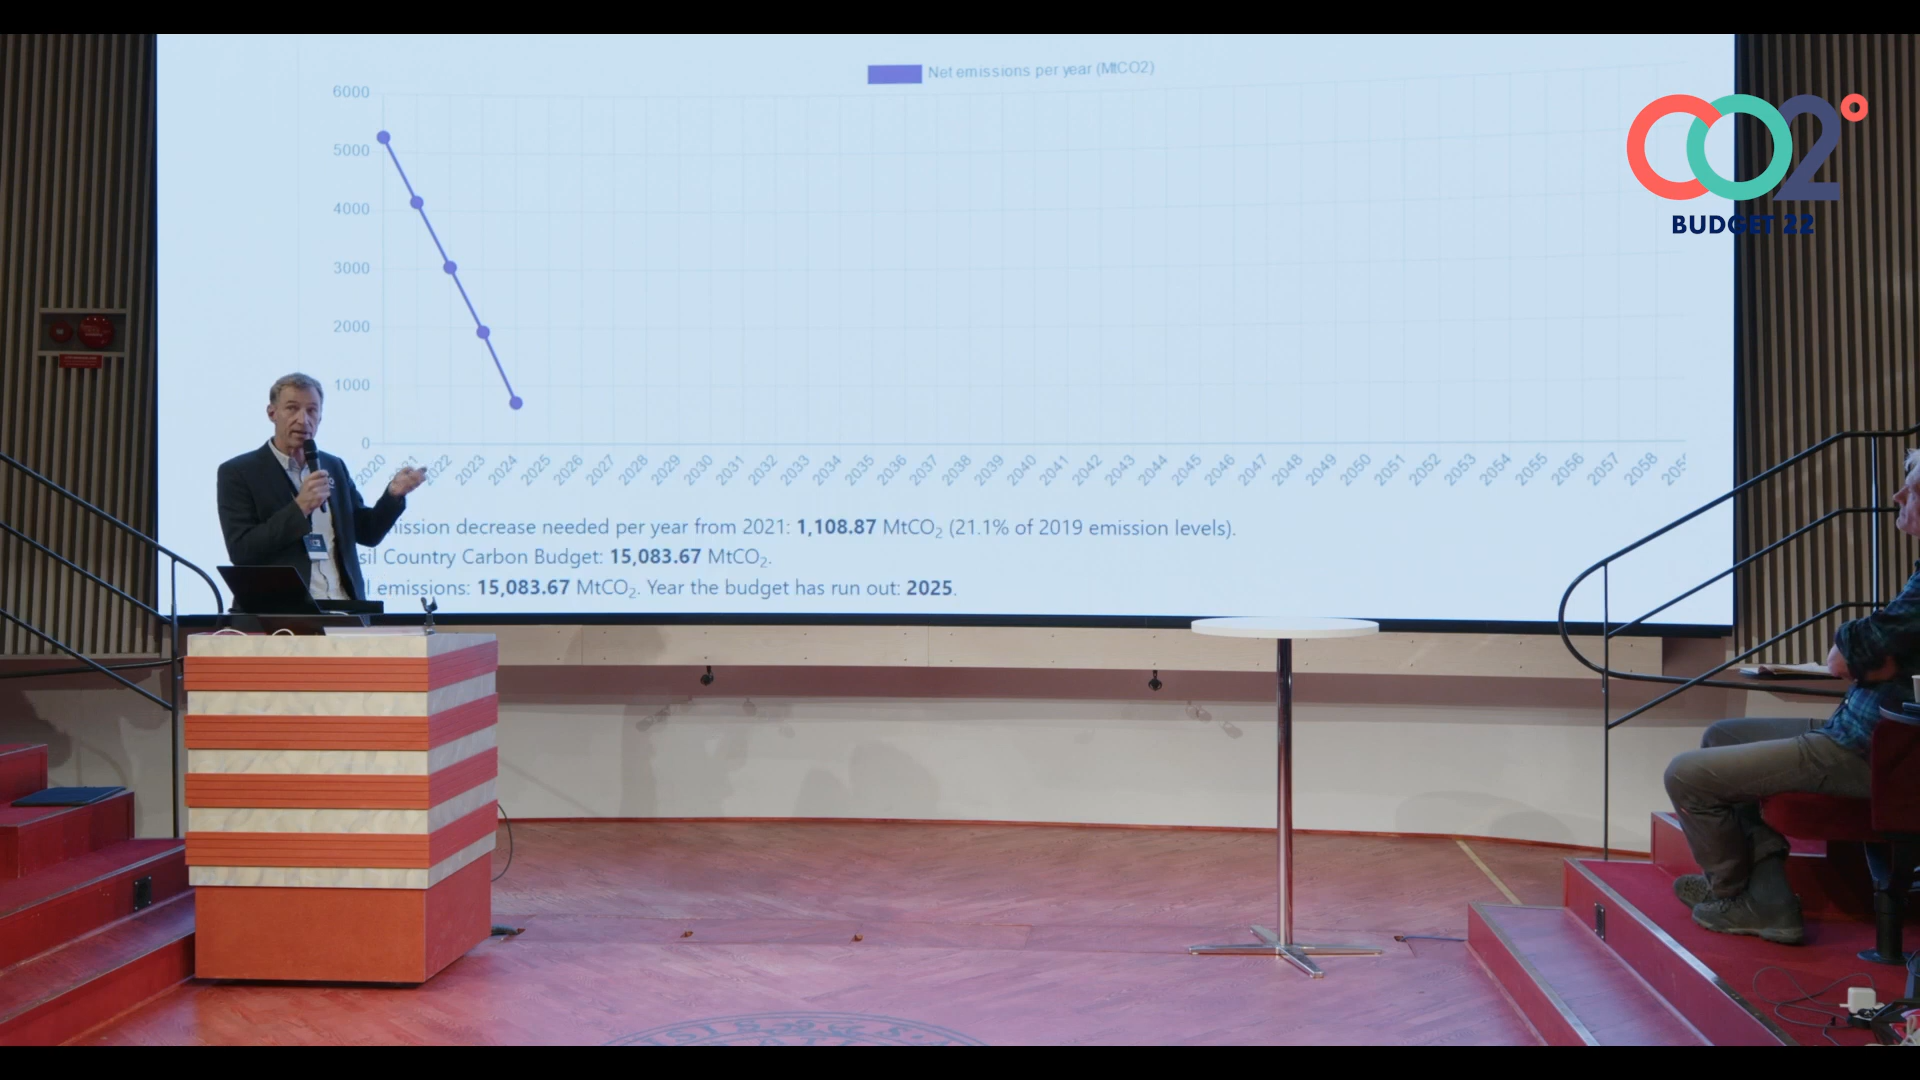 Net emissions per year (MtCO2)
6000
5000
4000
3000
2000
1000
0
2020 2021 2022 2023 2024 2025 2026 2027 2028 2029 2030 2031 2032 2033 2034 2035 2036 2037 2038 2039 2040 2041 2042 2043 2044 2045 2046 2047 2048 2049 2050 2051 2052 2053 2054 2055 2056 2057 2058
ission decrease needed per year from 2021: 1,108.87 MtCO₂ (21.1% of 2019 emission levels).
sil Country Carbon Budget: 15,083.67 MtCO₂.
l emissions: 15,083.67 MtCO₂. Year the budget has run out: 2025.
CO2°
BUDGET 22